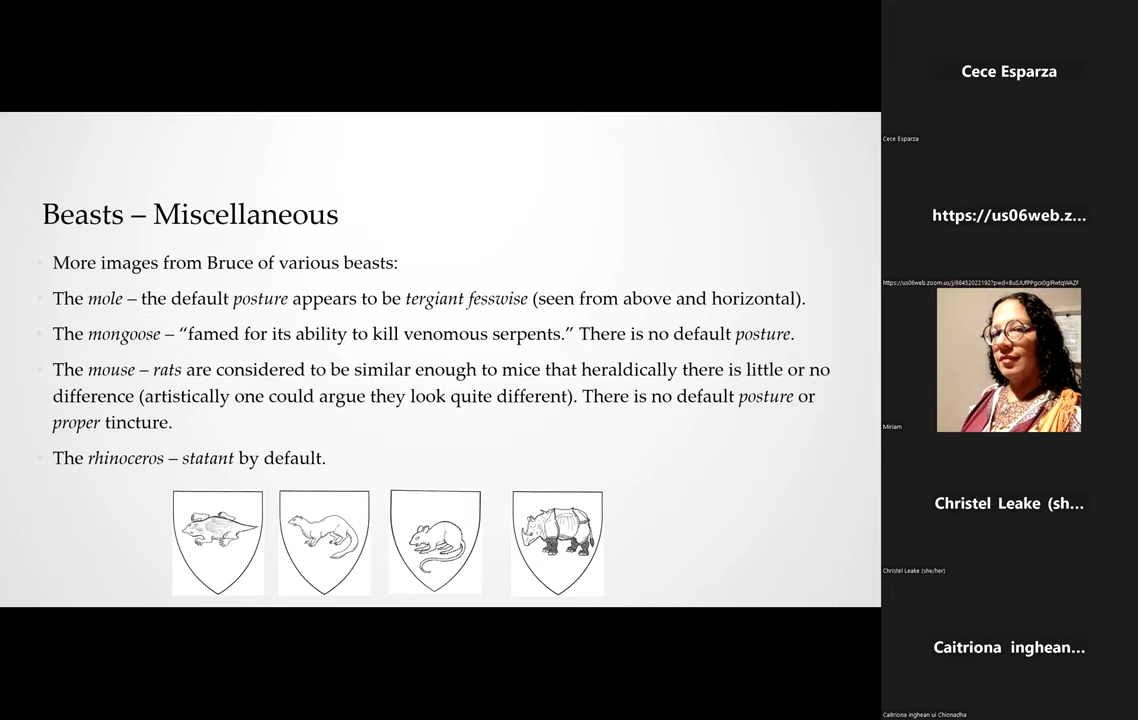 Beasts – Miscellaneous
More images from Bruce of various beasts:
The mole – the default posture appears to be tergiant fesswise (seen from above and horizontal).
The mongoose – “famed for its ability to kill venomous serpents.” There is no default posture.
The mouse – rats are considered to be similar enough to mice that heraldically there is little or no
difference (artistically one could argue they look quite different). There is no default posture or
proper tincture.
The rhinoceros – statant by default.
Cece Esparza
Cece Esparza
https://us06web.z...
Miriam
Christel Leake (sh...
Christel Leake (she/her)
Caitriona inghean...
Caitriona inghean ui Chionadha